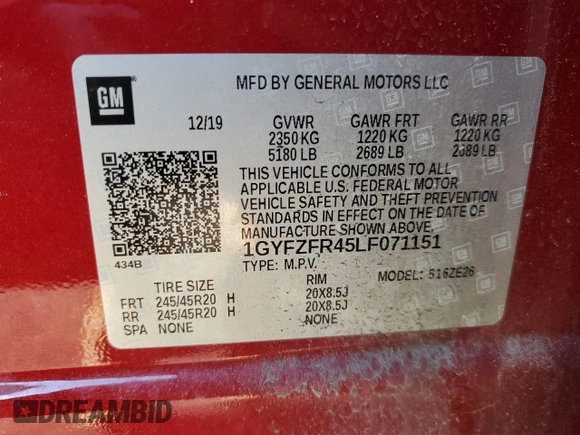 GM
MFD BY GENERAL MOTORS LLC
12/19 GVWR GAWR FRT GAWR RR
2350 KG 1220 KG 1220 KG
5180 LB 2689 LB 2689 LB
THIS VEHICLE CONFORMS TO ALL
APPLICABLE U.S. FEDERAL MOTOR
VEHICLE SAFETY AND THEFT PREVENTION
STANDARDS IN EFFECT ON THE DATE OF
MANUFACTURE SHOWN ABOVE.
1GYFZFR45LF071151
434B
TYPE: M.P.V. MODEL: 516ZE26
TIRE SIZE RIM
FRT 245/45R20 H 20X8.5J
RR 245/45R20 H 20X8.5J
SPA NONE NONE
DREAMBID